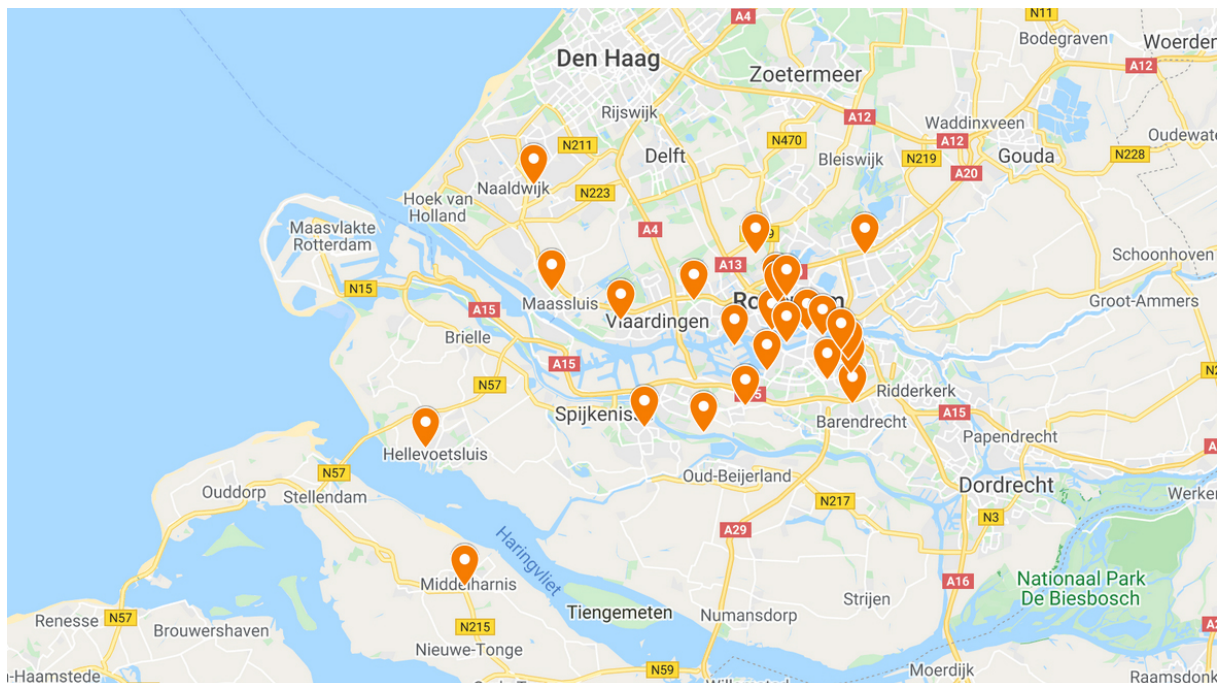 N11
A4
Bodegraven
Woerden
Den Haag
A12
Zoetermeer
Rijswijk
A12
Waddinxveen
Oudewate
N211
N470
A12
Delft
Bleiswijk
N219
Gouda
N228
Naaldwijk
A20
N223
Hoek van
Holland
Maasvlakte
Rotterdam
A4
Schoonhoven
A13
N15
Maassluis
Groot-Ammers
A15
Vlaardingen
Brielle
A15
N57
Ridderkerk
Spijkenisse
A15
Barendrecht
Papendrecht
Hellevoetsluis
N57
Oud-Beijerland
Ouddorp
Stellendam
Dordrecht
N217
Werken
N3
A29
Haringvliet
Middelharnis
A16
Nationaal Park
De Biesbosch
Strijen
Tiengemeten
Numansdorp
N57
Renesse
Brouwershaven
N215
Nieuwe-Tonge
N59
Moerdijk
n-Haamstede
Raamsdonk